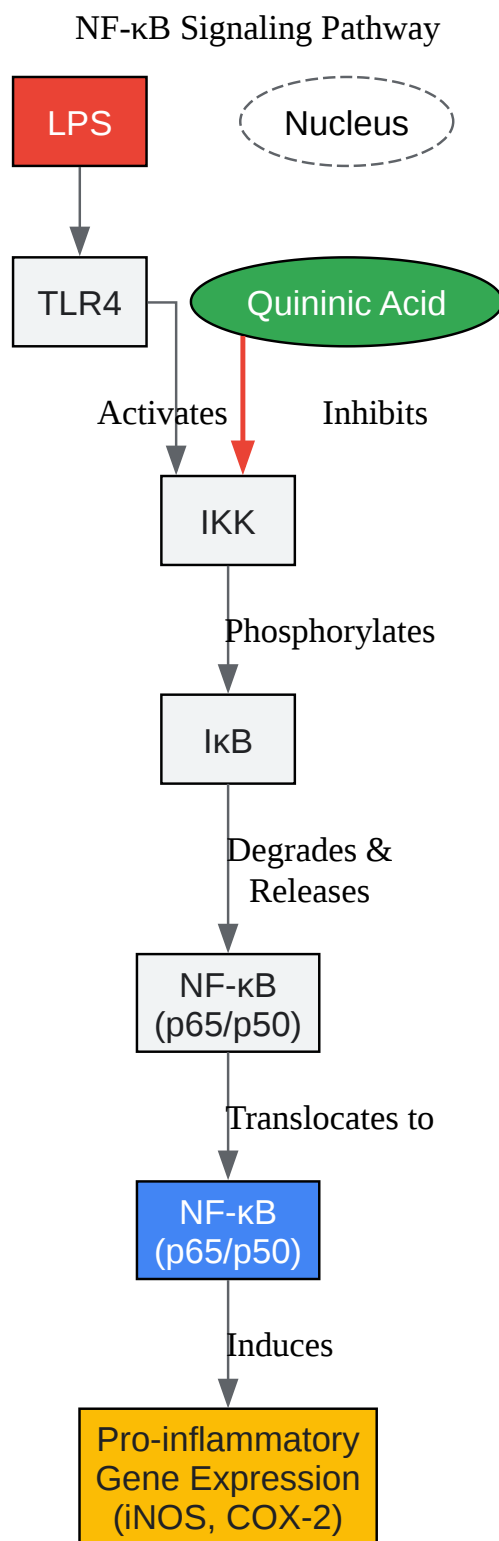 NF-κB Signaling Pathway
LPS
Nucleus
TLR4
Quininic Acid
Activates
Inhibits
IKK
Phosphorylates
IκB
Degrades &
Releases
NF-κB
(p65/p50)
Translocates to
NF-κB
(p65/p50)
Induces
Pro-inflammatory
Gene Expression
(iNOS, COX-2)